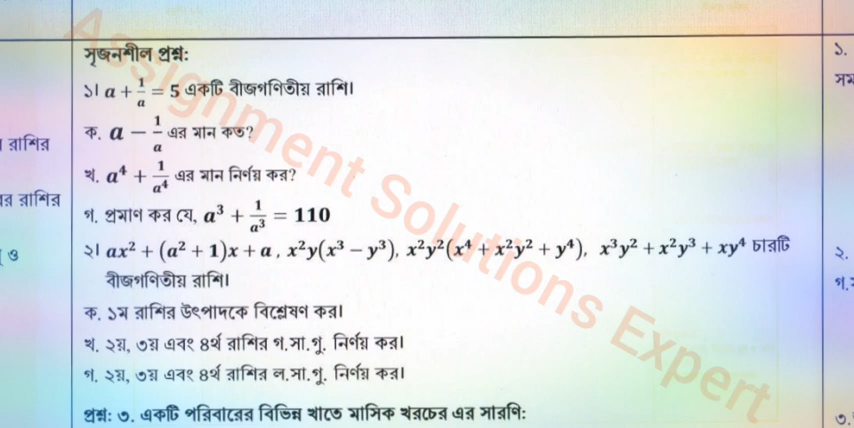 সৃজনশীল প্রশ্ন:
১। a + 1/a = 5 একটি বীজগণিতীয় রাশি।
ক. a − 1/a এর মান কত?
রাশির
খ. a⁴ + 1/a⁴ এর মান নির্ণয় কর?
রাশির
গ. প্রমাণ কর যে, a³ + 1/a³ = 110
ও
২। ax² + (a² + 1)x + a , x²y(x³ − y³), x²y²(x⁴ + x²y² + y⁴), x³y² + x²y³ + xy⁴ চারটি
বীজগণিতীয় রাশি।
ক. ১ম রাশির উৎপাদকে বিশ্লেষণ কর।
খ. ২য়, ৩য় এবং ৪র্থ রাশির গ.সা.গু. নির্ণয় কর।
গ. ২য়, ৩য় এবং ৪র্থ রাশির ল.সা.গু. নির্ণয় কর।
প্রশ্ন: ৩. একটি পরিবারের বিভিন্ন খাতে মাসিক খরচের এর সারণি:
১.
২.
৩.
Assignment Solutions Expert